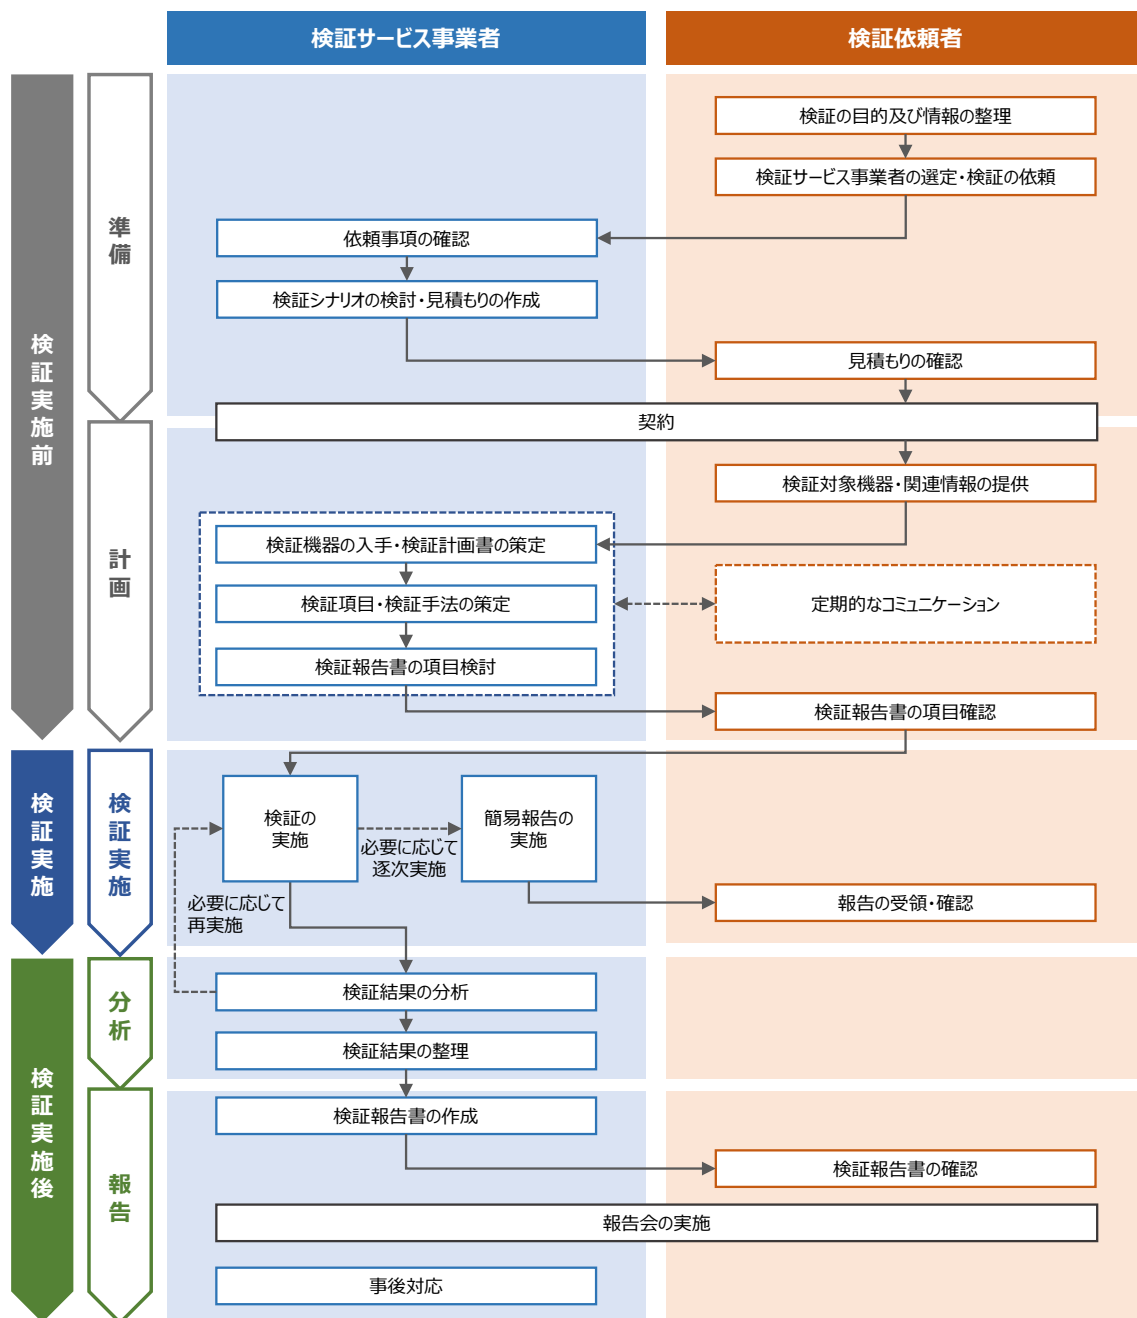 検証サービス事業者
検証依頼者
検証実施前
準備
検証の目的及び情報の整理
検証サービス事業者の選定・検証の依頼
依頼事項の確認
検証シナリオの検討・見積もりの作成
見積もりの確認
契約
計画
検証対象機器・関連情報の提供
検証機器の入手・検証計画書の策定
検証項目・検証手法の策定
定期的なコミュニケーション
検証報告書の項目検討
検証報告書の項目確認
検証実施
検証実施
検証の
実施
必要に応じて
逐次実施
簡易報告の
実施
報告の受領・確認
必要に応じて
再実施
検証実施後
分析
検証結果の分析
検証結果の整理
報告
検証報告書の作成
検証報告書の確認
報告会の実施
事後対応